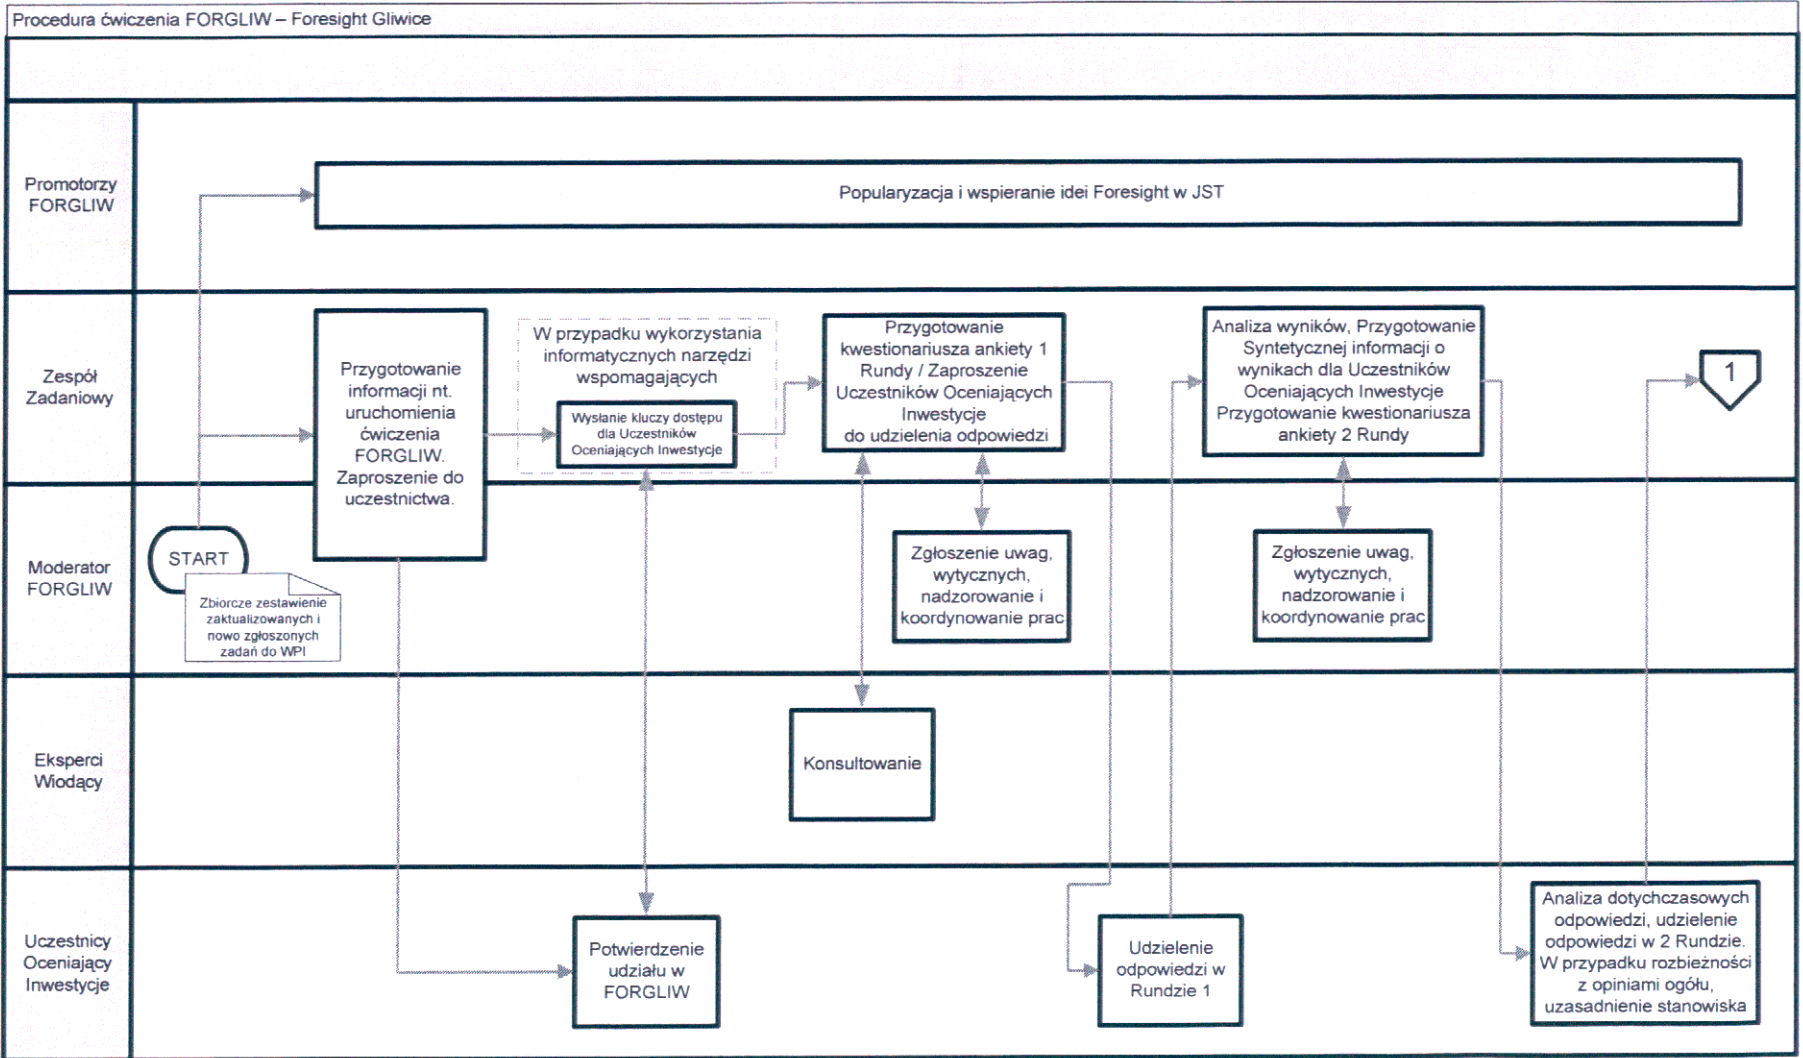 Procedura ćwiczenia FORGLIW – Foresight Gliwice
Promotorzy
FORGLIW
Popularyzacja i wspieranie idei Foresight w JST
Zespół
Zadaniowy
Przygotowanie
informacji nt.
uruchomienia
ćwiczenia
FORGLIW.
Zaproszenie do
uczestnictwa.
W przypadku wykorzystania
informatycznych narzędzi
wspomagających
Wysłanie kluczy dostępu
dla Uczestników
Oceniających Inwestycje
Przygotowanie
kwestionariusza ankiety 1
Rundy / Zaproszenie
Uczestników Oceniających
Inwestycje
do udzielenia odpowiedzi
Analiza wyników, Przygotowanie
Syntetycznej informacji o
wynikach dla Uczestników
Oceniających Inwestycje
Przygotowanie kwestionariusza
ankiety 2 Rundy
1
Moderator
FORGLIW
START
Zbiorcze zestawienie
zaktualizowanych i
nowo zgłoszonych
zadań do WPI
Zgłoszenie uwag,
wytycznych,
nadzorowanie i
koordynowanie prac
Zgłoszenie uwag,
wytycznych,
nadzorowanie i
koordynowanie prac
Eksperci
Wiodący
Konsultowanie
Uczestnicy
Oceniający
Inwestycje
Potwierdzenie
udziału w
FORGLIW
Udzielenie
odpowiedzi w
Rundzie 1
Analiza dotychczasowych
odpowiedzi, udzielenie
odpowiedzi w 2 Rundzie.
W przypadku rozbieżności
z opiniami ogółu,
uzasadnienie stanowiska